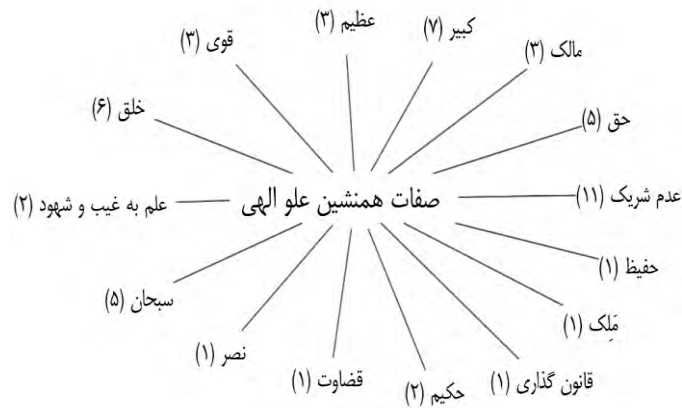 عظیم (۳)
کبیر (۷)
قوی (۳)
مالک (۳)
خلق (۶)
حق (۵)
عدم شریک (۱۱)
صفات همنشین علو الهی
علم به غیب و شهود (۲)
حفیظ (۱)
سبحان (۵)
مَلِک (۱)
نصر (۱)
قضاوت (۱)
حکیم (۲)
قانون گذاری (۱)